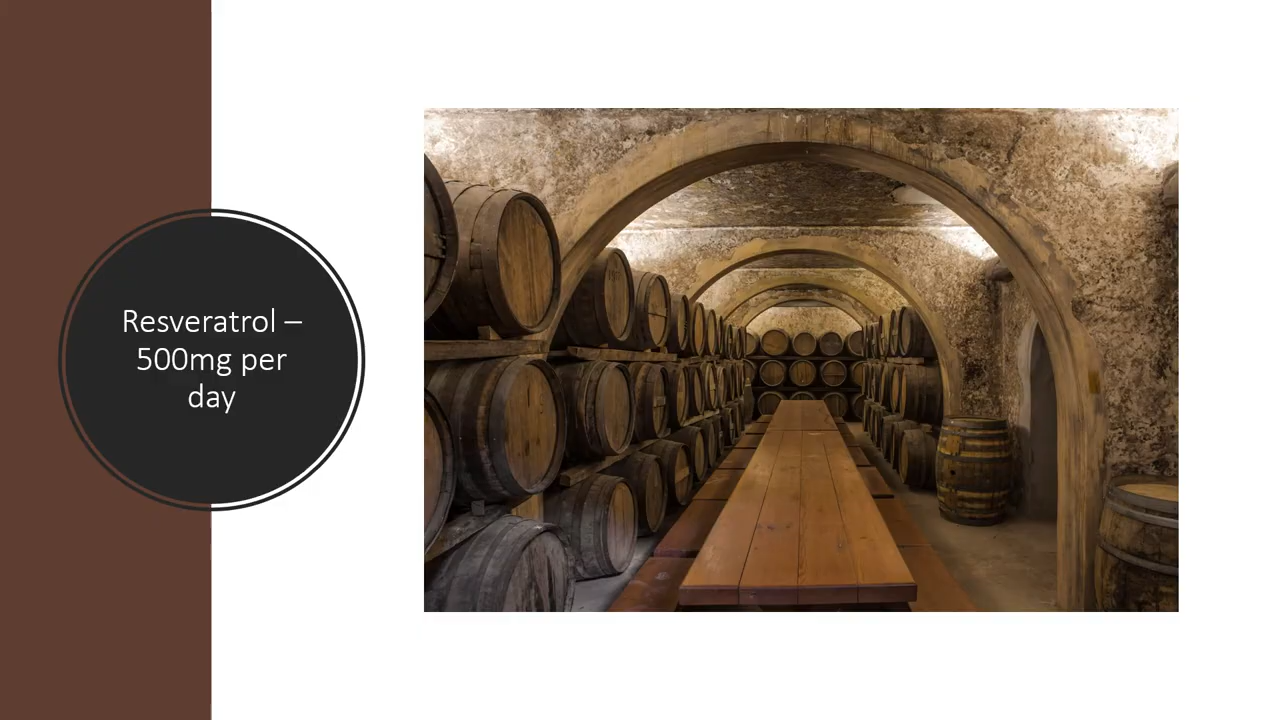 Resveratrol –
500mg per
day